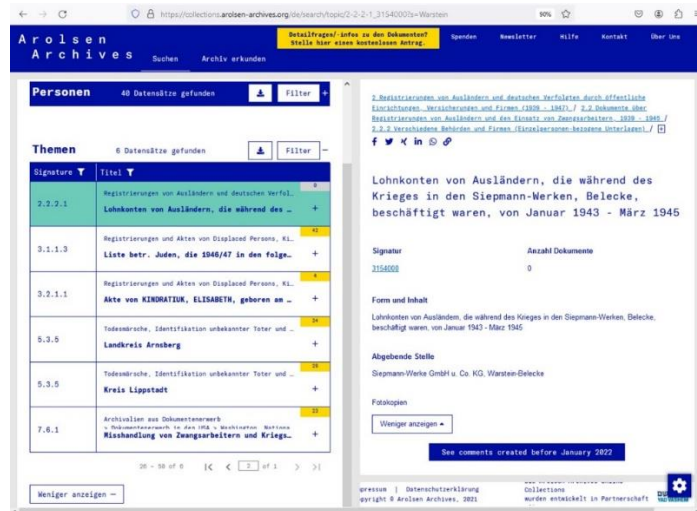 https://collections.arolsen-archives.org/de/search/topic/2-2-2-1_3154000?s=Warstein
90%
Arolsen
Archives
Suchen
Archiv erkunden
Detailfragen/-infos zu den Dokumenten?
Stelle hier einen kostenlosen Antrag.
Spenden
Newsletter
Hilfe
Kontakt
Über Uns
Personen
40 Datensätze gefunden
Filter +
Themen
6 Datensätze gefunden
Filter −
Signature
Titel
0
Registrierungen von Ausländern und deutschen Verfol…
2.2.2.1
Lohnkonten von Ausländern, die während des … +
42
Registrierungen und Akten von Displaced Persons, Ki…
3.1.1.3
Liste betr. Juden, die 1946/47 in den folge… +
Registrierungen und Akten von Displaced Persons, Ki…
3.2.1.1
Akte von KINDRATIUK, ELISABETH, geboren am … +
Todesmärsche, Identifikation unbekannter Toter und …
5.3.5
Landkreis Arnsberg +
Todesmärsche, Identifikation unbekannter Toter und …
5.3.5
Kreis Lippstadt +
23
Archivalien aus Dokumentenerwerb
> Dokumentenerwerb in den USA > Washington, Nationa
7.6.1
Misshandlung von Zwangsarbeitern und Kriegs… +
of 6
of 1
Weniger anzeigen −
2 Registrierungen von Ausländern und deutschen Verfolgten durch öffentliche
Einrichtungen, Versicherungen und Firmen (1939 - 1947) / 2.2 Dokumente über
Registrierungen von Ausländern und den Einsatz von Zwangsarbeitern, 1939 - 1945 /
2.2.2 Verschiedene Behörden und Firmen (Einzelpersonen-bezogene Unterlagen) /
Lohnkonten von Ausländern, die während des
Krieges in den Siepmann-Werken, Belecke,
beschäftigt waren, von Januar 1943 - März 1945
Signatur
Anzahl Dokumente
3154000
0
Form und Inhalt
Lohnkonten von Ausländern, die während des Krieges in den Siepmann-Werken, Belecke,
beschäftigt waren, von Januar 1943 - März 1945
Abgebende Stelle
Siepmann-Werke GmbH u. Co. KG, Warstein-Belecke
Fotokopien
Weniger anzeigen
See comments created before January 2022
pressum | Datenschutzerklärung
opyright © Arolsen Archives, 2021
Collections
wurden entwickelt in Partnerschaft